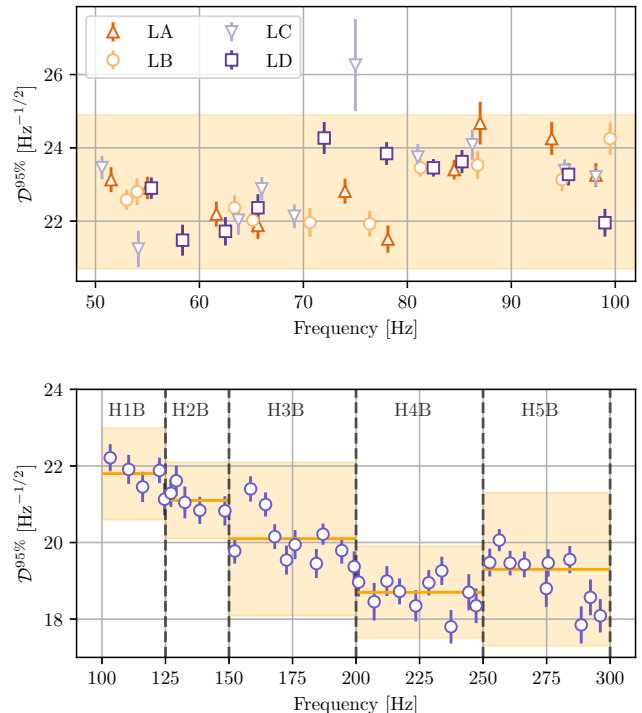 LA LC
LB LD
26
24
22
𝒟^{95%} [Hz^{−1/2}]
50 60 70 80 90 100
Frequency [Hz]
H1B H2B H3B H4B H5B
24
22
20
18
𝒟^{95%} [Hz^{−1/2}]
100 125 150 175 200 225 250 275 300
Frequency [Hz]